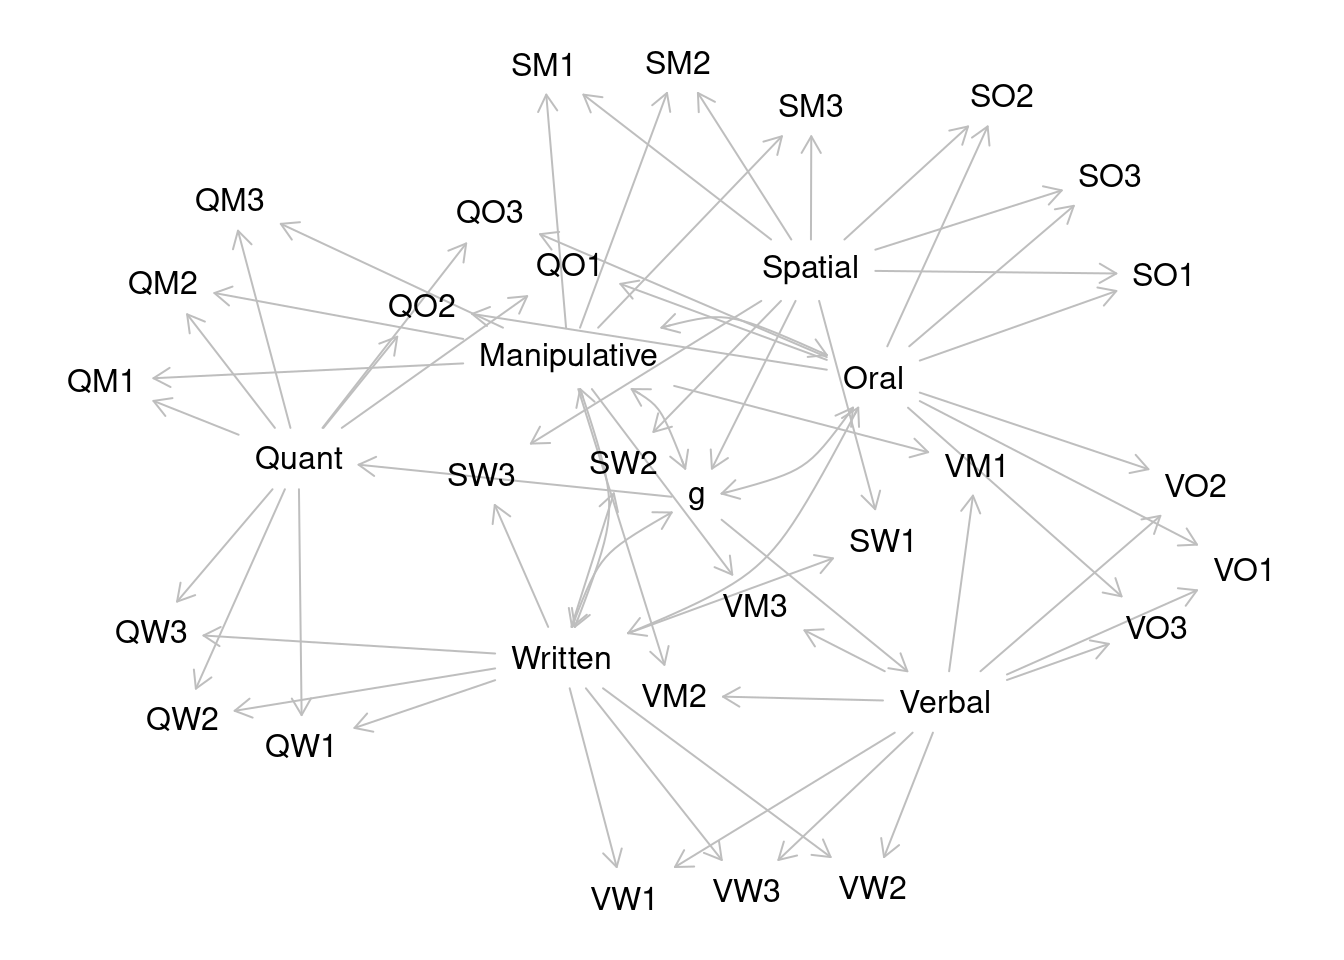 SM1
SM2
SM3
SO2
SO3
QM3
QO3
QO1
Spatial
SO1
QM2
QO2
Manipulative
QM1
Oral
Quant
SW3
SW2
VM1
g
VO2
SW1
VO1
VM3
QW3
VO3
Written
VM2
Verbal
QW2
QW1
VW1
VW3
VW2